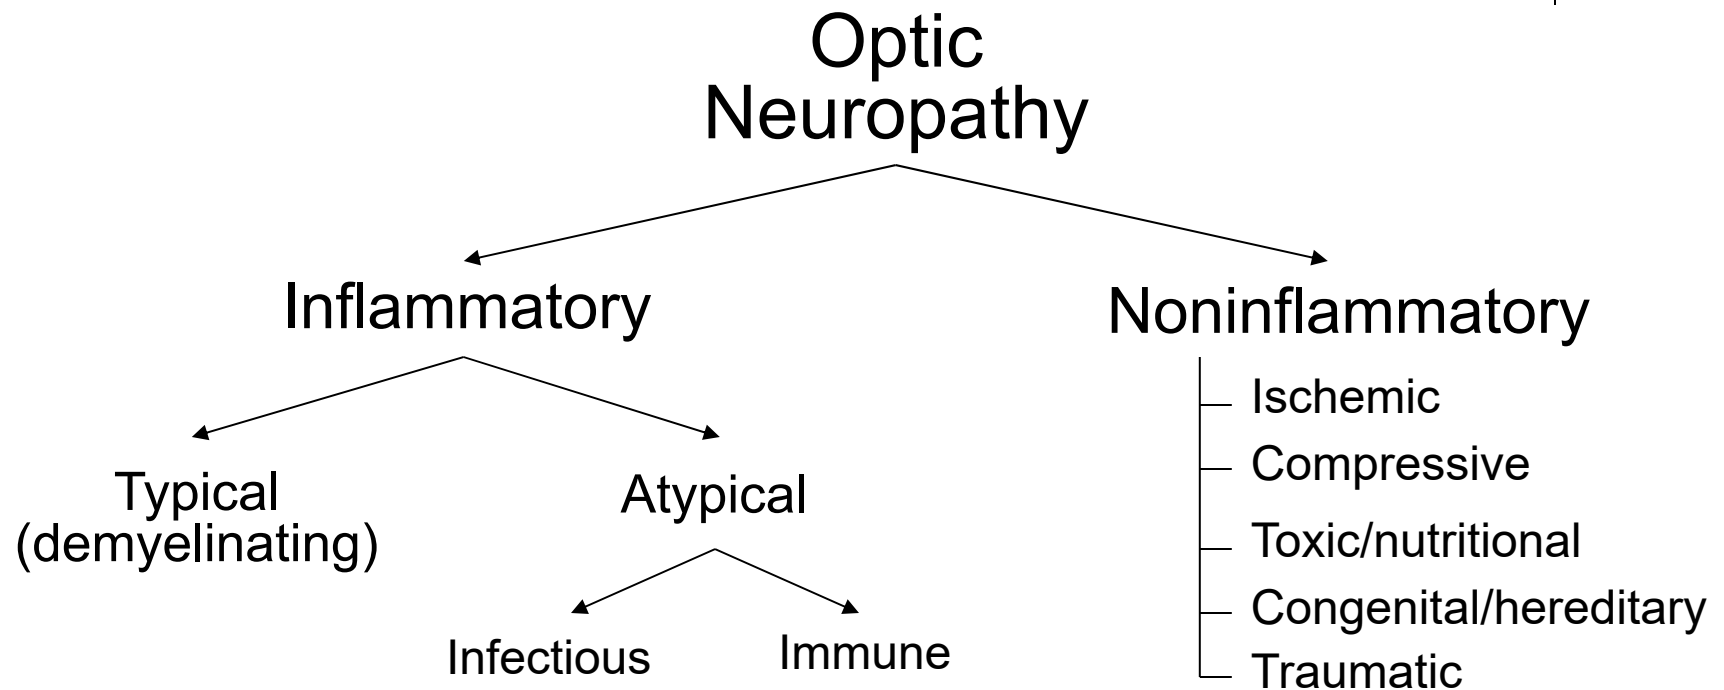 Optic
Neuropathy
Inflammatory
Noninflammatory
Typical
(demyelinating)
Atypical
Infectious
Immune
Ischemic
Compressive
Toxic/nutritional
Congenital/hereditary
Traumatic